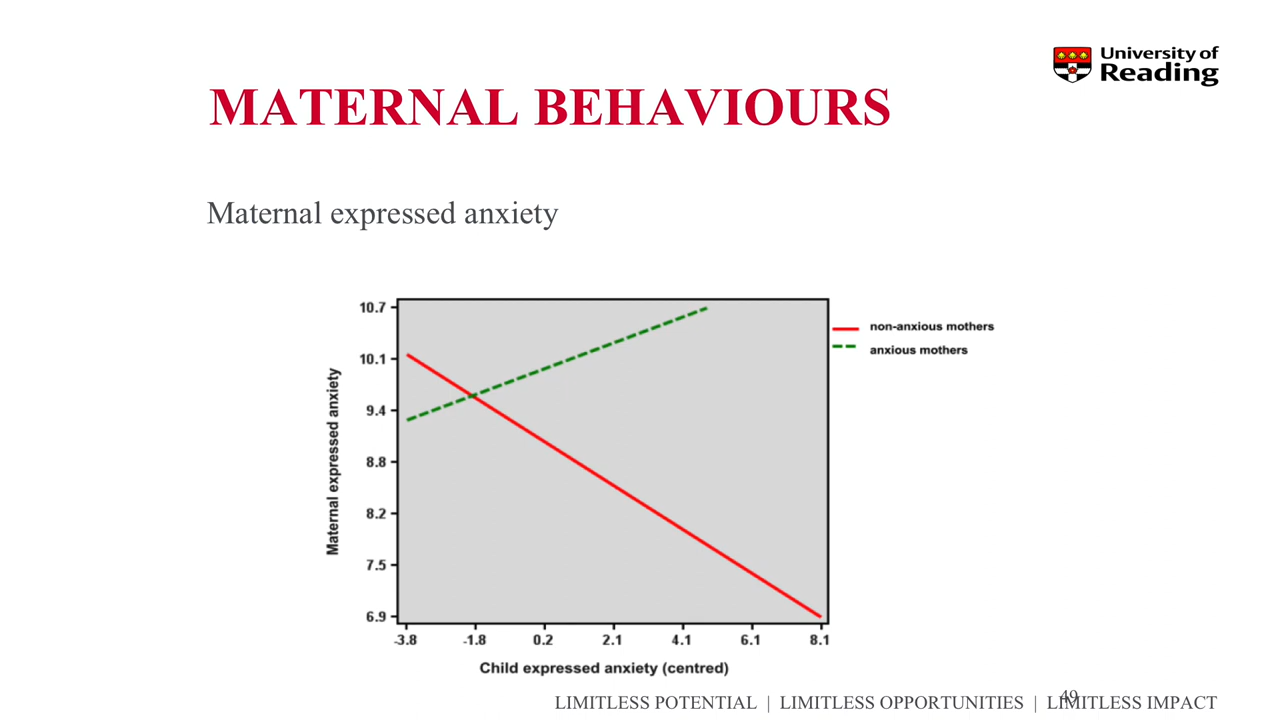 University of
Reading
MATERNAL BEHAVIOURS
Maternal expressed anxiety
10.7
10.1
9.4
8.8
8.2
7.5
6.9
Maternal expressed anxiety
-3.8 -1.8 0.2 2.1 4.1 6.1 8.1
Child expressed anxiety (centred)
non-anxious mothers
anxious mothers
49
LIMITLESS POTENTIAL | LIMITLESS OPPORTUNITIES | LIMITLESS IMPACT